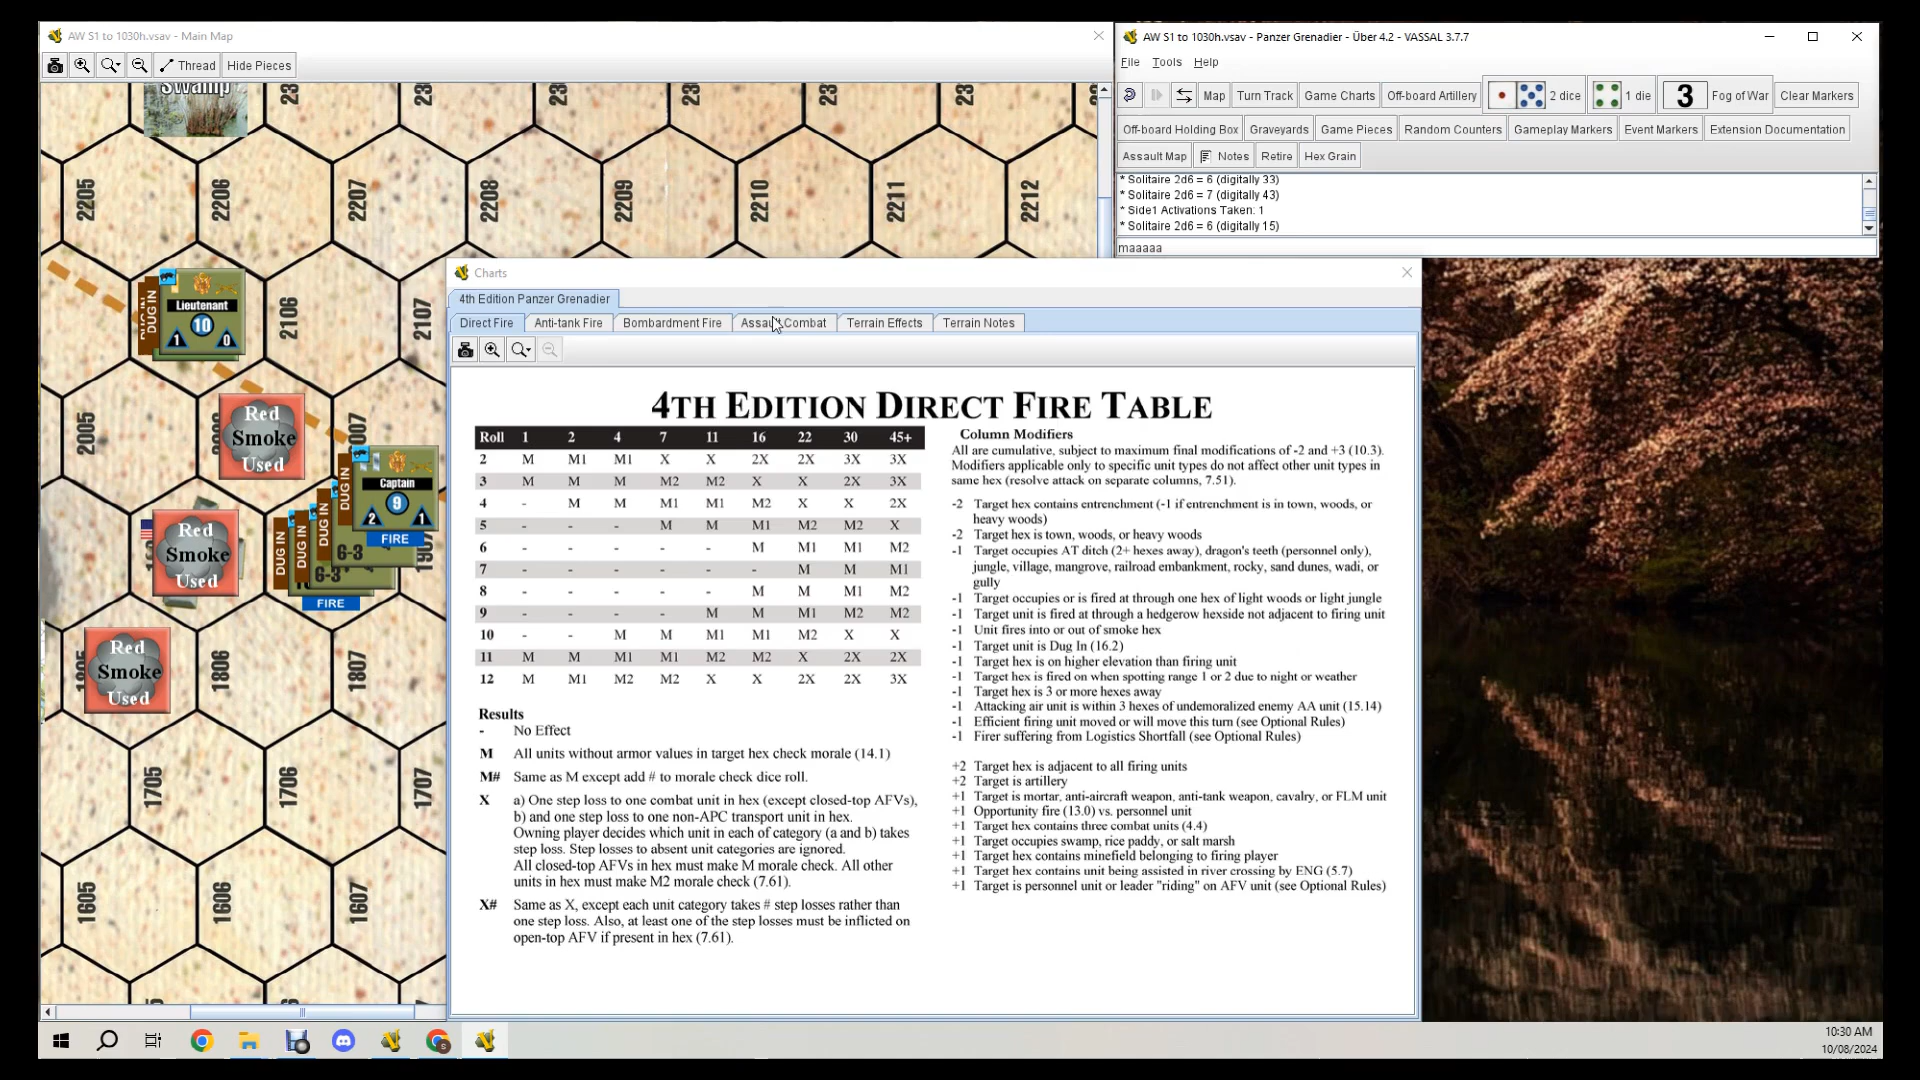 AW S1 to 1030h.vsav - Main Map
Thread
Hide Pieces
Swamp
2205
2206
2207
2208
2209
2210
2211
2212
2106
2107
2005
1907
1806
1807
1705
1706
1707
1605
1606
1607
DUG IN
Lieutenant
10
1 0
Red
Smoke
Used
Red
Smoke
Used
Red
Smoke
Used
DUG IN
Captain
9
2 1
FIRE
DUG IN
DUG IN
DUG IN
6-3
6-3
FIRE
AW S1 to 1030h.vsav - Panzer Grenadier - Über 4.2 - VASSAL 3.7.7
File Tools Help
Map Turn Track Game Charts Off-board Artillery 2 dice 1 die 3 Fog of War Clear Markers
Off-board Holding Box Graveyards Game Pieces Random Counters Gameplay Markers Event Markers Extension Documentation
Assault Map Notes Retire Hex Grain
* Solitaire 2d6 = 6 (digitally 33)
* Solitaire 2d6 = 7 (digitally 43)
* Side1 Activations Taken: 1
* Solitaire 2d6 = 6 (digitally 15)
maaaaa
Charts
4th Edition Panzer Grenadier
Direct Fire Anti-tank Fire Bombardment Fire Assault Combat Terrain Effects Terrain Notes
4TH EDITION DIRECT FIRE TABLE
Roll 1 2 4 7 11 16 22 30 45+
2 M M1 M1 X X 2X 2X 3X 3X
3 M M M M2 M2 X X 2X 3X
4 - M M M1 M1 M2 X X 2X
5 - - - M M M1 M2 M2 X
6 - - - - - M M1 M1 M2
7 - - - - - - M M M1
8 - - - - - M M M1 M2
9 - - - - M M M1 M2 M2
10 - - M M M1 M1 M2 X X
11 M M M1 M1 M2 M2 X 2X 2X
12 M M1 M2 M2 X X 2X 2X 3X
Results
- No Effect
M All units without armor values in target hex check morale (14.1)
M# Same as M except add # to morale check dice roll.
X a) One step loss to one combat unit in hex (except closed-top AFVs),
b) and one step loss to one non-APC transport unit in hex.
Owning player decides which unit in each of category (a and b) takes
step loss. Step losses to absent unit categories are ignored.
All closed-top AFVs in hex must make M morale check. All other
units in hex must make M2 morale check (7.61).
X# Same as X, except each unit category takes # step losses rather than
one step loss. Also, at least one of the step losses must be inflicted on
open-top AFV if present in hex (7.61).
Column Modifiers
All are cumulative, subject to maximum final modifications of -2 and +3 (10.3).
Modifiers applicable only to specific unit types do not affect other unit types in
same hex (resolve attack on separate columns, 7.51).
-2 Target hex contains entrenchment (-1 if entrenchment is in town, woods, or
heavy woods)
-2 Target hex is town, woods, or heavy woods
-1 Target occupies AT ditch (2+ hexes away), dragon's teeth (personnel only),
jungle, village, mangrove, railroad embankment, rocky, sand dunes, wadi, or
gully
-1 Target occupies or is fired at through one hex of light woods or light jungle
-1 Target unit is fired at through a hedgerow hexside not adjacent to firing unit
-1 Unit fires into or out of smoke hex
-1 Target unit is Dug In (16.2)
-1 Target hex is on higher elevation than firing unit
-1 Target hex is fired on when spotting range 1 or 2 due to night or weather
-1 Target hex is 3 or more hexes away
-1 Attacking air unit is within 3 hexes of undemoralized enemy AA unit (15.14)
-1 Efficient firing unit moved or will move this turn (see Optional Rules)
-1 Firer suffering from Logistics Shortfall (see Optional Rules)
+2 Target hex is adjacent to all firing units
+2 Target is artillery
+1 Target is mortar, anti-aircraft weapon, anti-tank weapon, cavalry, or FLM unit
+1 Opportunity fire (13.0) vs. personnel unit
+1 Target hex contains three combat units (4.4)
+1 Target occupies swamp, rice paddy, or salt marsh
+1 Target hex contains minefield belonging to firing player
+1 Target hex contains unit being assisted in river crossing by ENG (5.7)
+1 Target is personnel unit or leader "riding" on AFV unit (see Optional Rules)
10:30 AM
10/08/2024